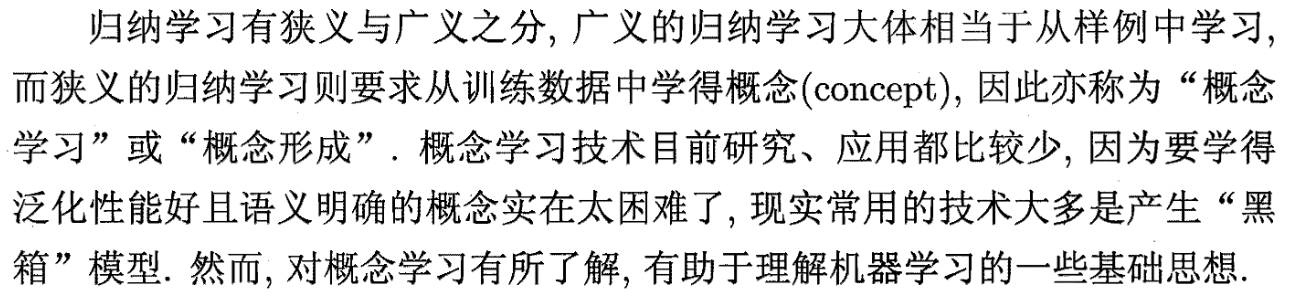 归纳学习有狭义与广义之分, 广义的归纳学习大体相当于从样例中学习,
而狭义的归纳学习则要求从训练数据中学得概念(concept), 因此亦称为“概念
学习”或“概念形成”. 概念学习技术目前研究、应用都比较少, 因为要学得
泛化性能好且语义明确的概念实在太困难了, 现实常用的技术大多是产生“黑
箱”模型. 然而, 对概念学习有所了解, 有助于理解机器学习的一些基础思想.